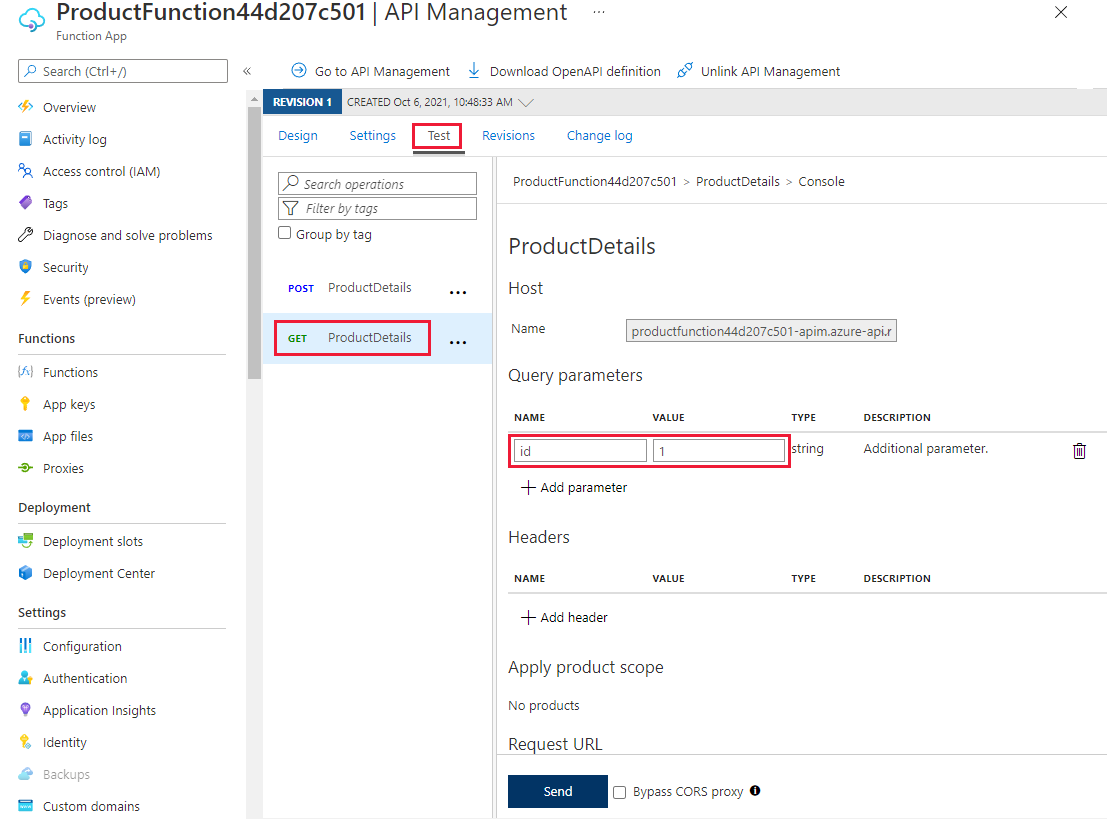 ProductFunction44d207c501 | API Management ...
Function App
Search (Ctrl+/)
«
Go to API Management
Download OpenAPI definition
Unlink API Management
Overview
Activity log
Access control (IAM)
Tags
Diagnose and solve problems
Security
Events (preview)
Functions
Functions
App keys
App files
Proxies
Deployment
Deployment slots
Deployment Center
Settings
Configuration
Authentication
Application Insights
Identity
Backups
Custom domains
REVISION 1 CREATED Oct 6, 2021, 10:48:33 AM
Design Settings Test Revisions Change log
Search operations
Filter by tags
Group by tag
POST ProductDetails ...
GET ProductDetails ...
ProductFunction44d207c501 > ProductDetails > Console
ProductDetails
Host
Name productfunction44d207c501-apim.azure-api.r
Query parameters
NAME VALUE TYPE DESCRIPTION
id 1 string Additional parameter.
Add parameter
Headers
NAME VALUE TYPE DESCRIPTION
Add header
Apply product scope
No products
Request URL
Send Bypass CORS proxy